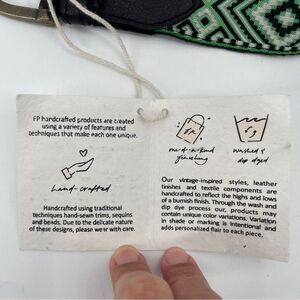 FP handcrafted products are created
using a variety of features and
techniques that make each one unique.
hand-crafted
Handcrafted using traditional
techniques hand-sewn trims, sequins
and beads. Due to the delicate nature
of these designs, please wear with care.
one-of-a-kind
finishing
washed &
dip dyed
Our vintage-inspired styles, leather
finishes and textile components are
handcrafted to reflect the highs and lows
of a burnish finish. Through the wash and
dip dye process our, products may
contain unique color variations. Variation
in shade or marking is intentional and
adds personalized flair to each piece.